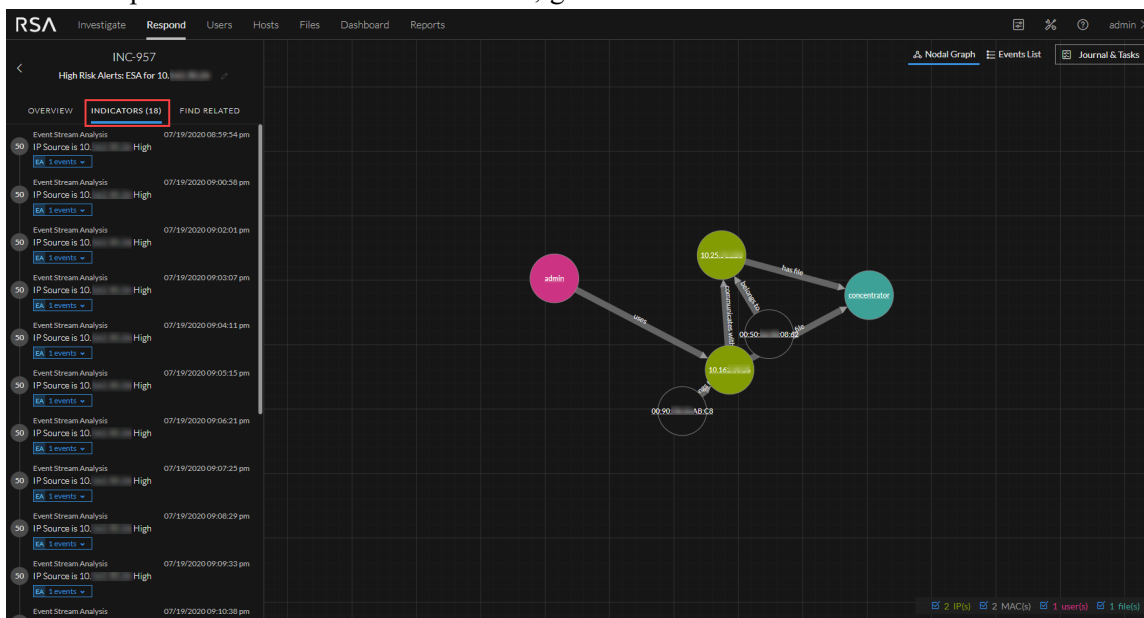 RSA Investigate Respond Users Hosts Files Dashboard Reports admin
INC-957
High Risk Alerts: ESA for 10.
Nodal Graph Events List Journal & Tasks
OVERVIEW INDICATORS (18) FIND RELATED
Event Stream Analysis 07/19/2020 08:59:54 pm
50 IP Source is 10. High
EA 1 events
Event Stream Analysis 07/19/2020 09:00:58 pm
50 IP Source is 10. High
EA 1 events
Event Stream Analysis 07/19/2020 09:02:01 pm
50 IP Source is 10. High
EA 1 events
Event Stream Analysis 07/19/2020 09:03:07 pm
50 IP Source is 10. High
EA 1 events
Event Stream Analysis 07/19/2020 09:04:11 pm
50 IP Source is 10. High
EA 1 events
Event Stream Analysis 07/19/2020 09:05:15 pm
50 IP Source is 10. High
EA 1 events
Event Stream Analysis 07/19/2020 09:06:21 pm
50 IP Source is 10. High
EA 1 events
Event Stream Analysis 07/19/2020 09:07:25 pm
50 IP Source is 10. High
EA 1 events
Event Stream Analysis 07/19/2020 09:08:29 pm
50 IP Source is 10. High
EA 1 events
Event Stream Analysis 07/19/2020 09:09:33 pm
50 IP Source is 10. High
EA 1 events
Event Stream Analysis 07/19/2020 09:10:38 pm
10.25.
has file
admin
belongs to
concentrator
communicates with
uses
00:50: 08:62
file
10.16
00:90: AB:C8
2 IP(s) 2 MAC(s) 1 user(s) 1 file(s)